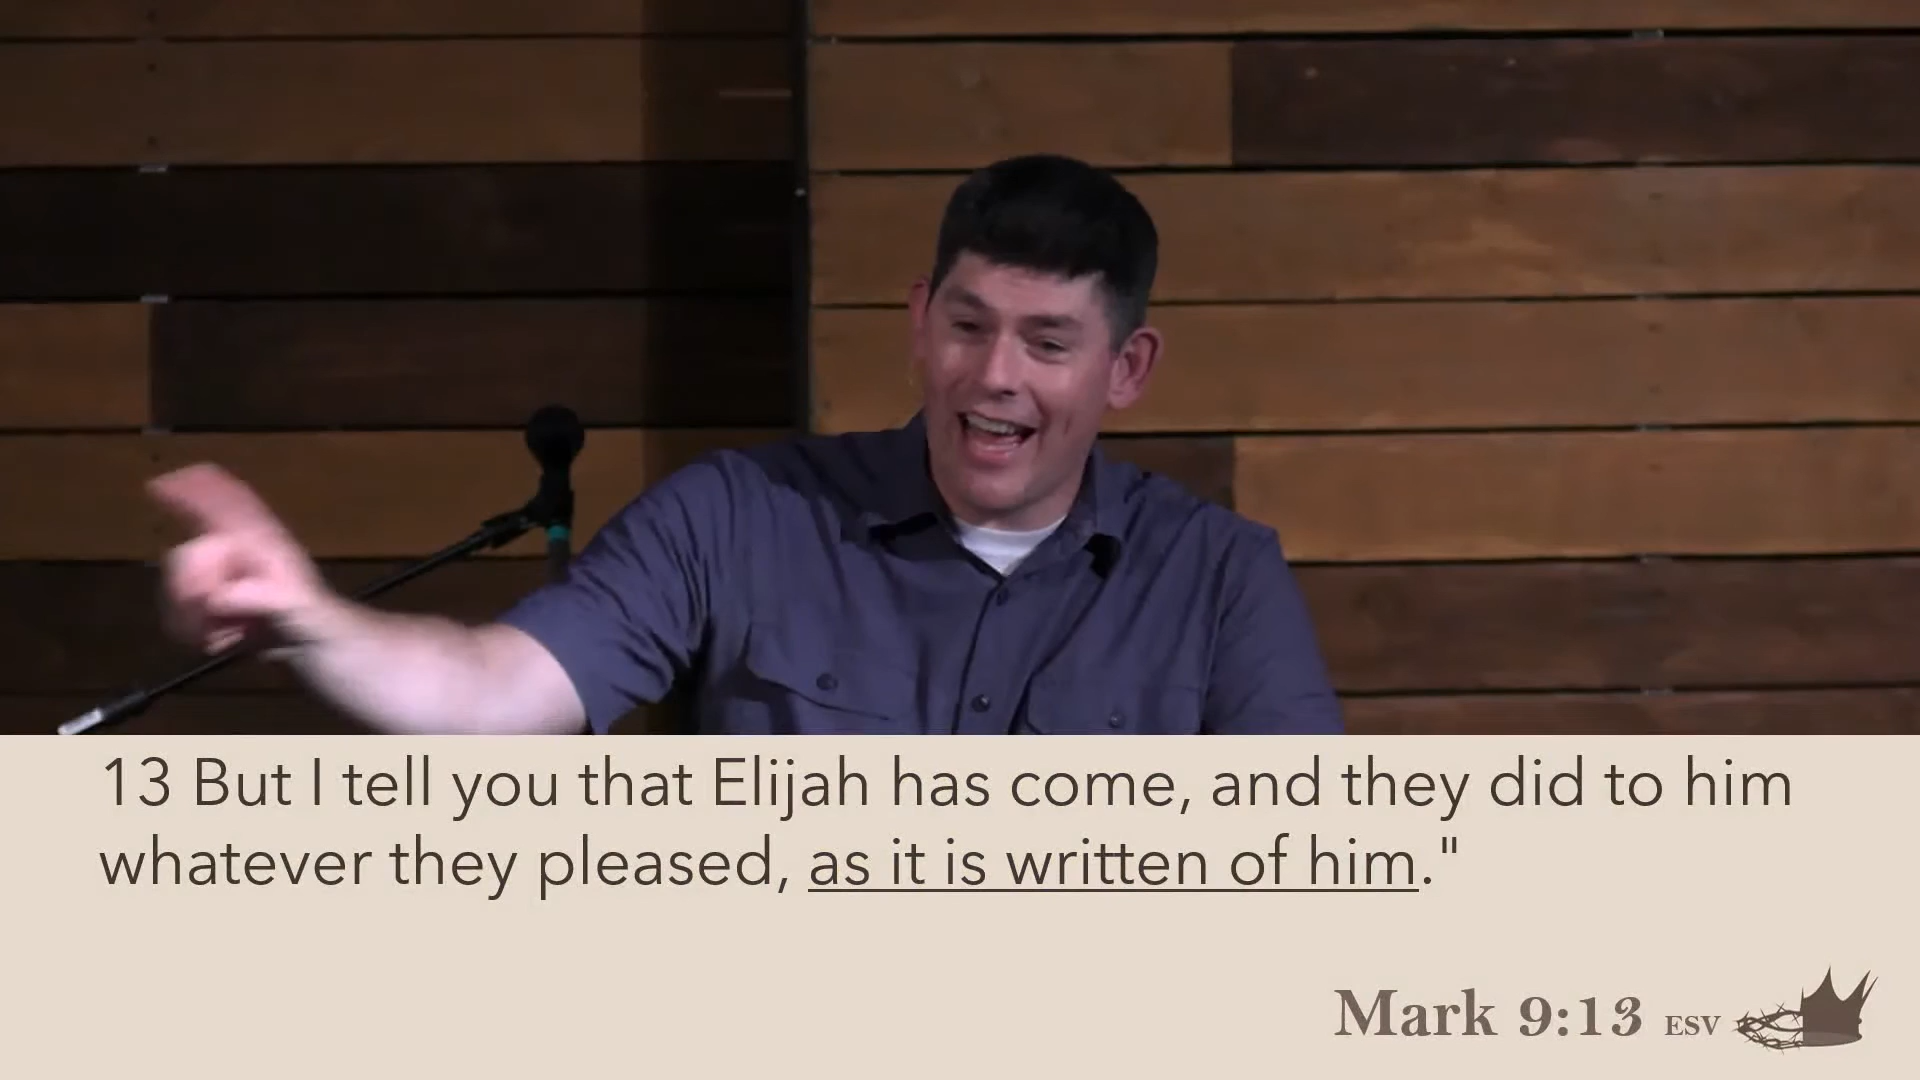 13 But I tell you that Elijah has come, and they did to him
whatever they pleased, as it is written of him."
Mark 9:13 ESV